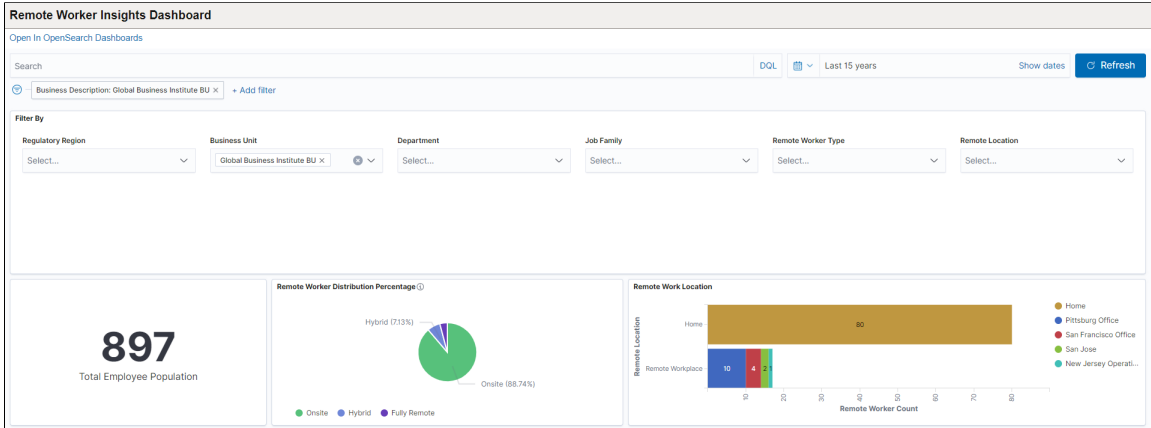 Remote Worker Insights Dashboard
Open In OpenSearch Dashboards
Search DQL Last 15 years Show dates Refresh
Business Description: Global Business Institute BU × + Add filter
Filter By
Regulatory Region Business Unit Department Job Family Remote Worker Type Remote Location
Select... Global Business Institute BU × Select... Select... Select... Select...
897
Total Employee Population
Remote Worker Distribution Percentage
Hybrid (7.13%)
Onsite (88.74%)
Onsite Hybrid Fully Remote
Remote Work Location
Remote Location
Home 80
Remote Workplace 10 4 2 1
10 20 30 40 50 60 70 80
Remote Worker Count
Home
Pittsburg Office
San Francisco Office
San Jose
New Jersey Operati...